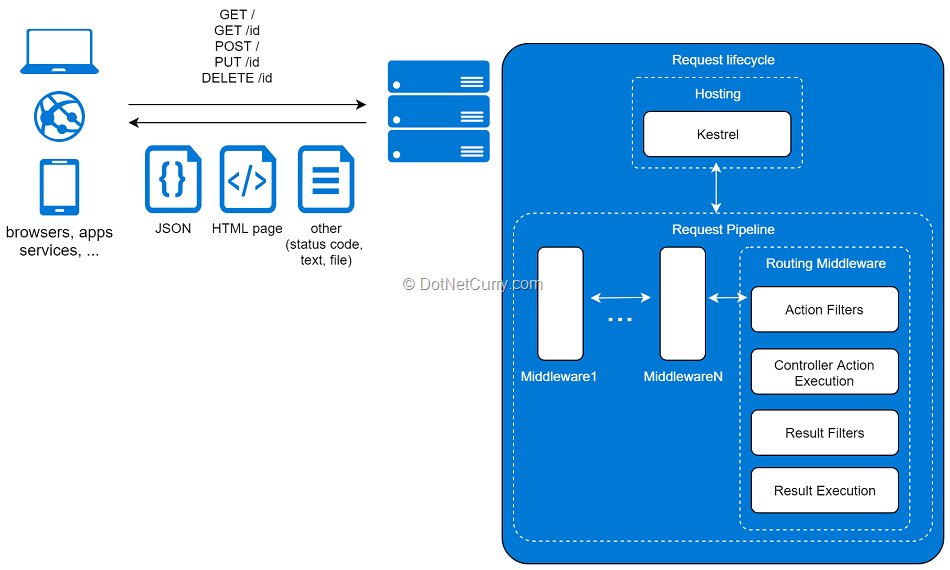 GET /
GET /id
POST /
PUT /id
DELETE /id
browsers, apps
services, ...
{}
JSON
</>
HTML page
other
(status code,
text, file)
© DotNetCurry.com
Request lifecycle
Hosting
Kestrel
Request Pipeline
Middleware1
...
MiddlewareN
Routing Middleware
Action Filters
Controller Action
Execution
Result Filters
Result Execution